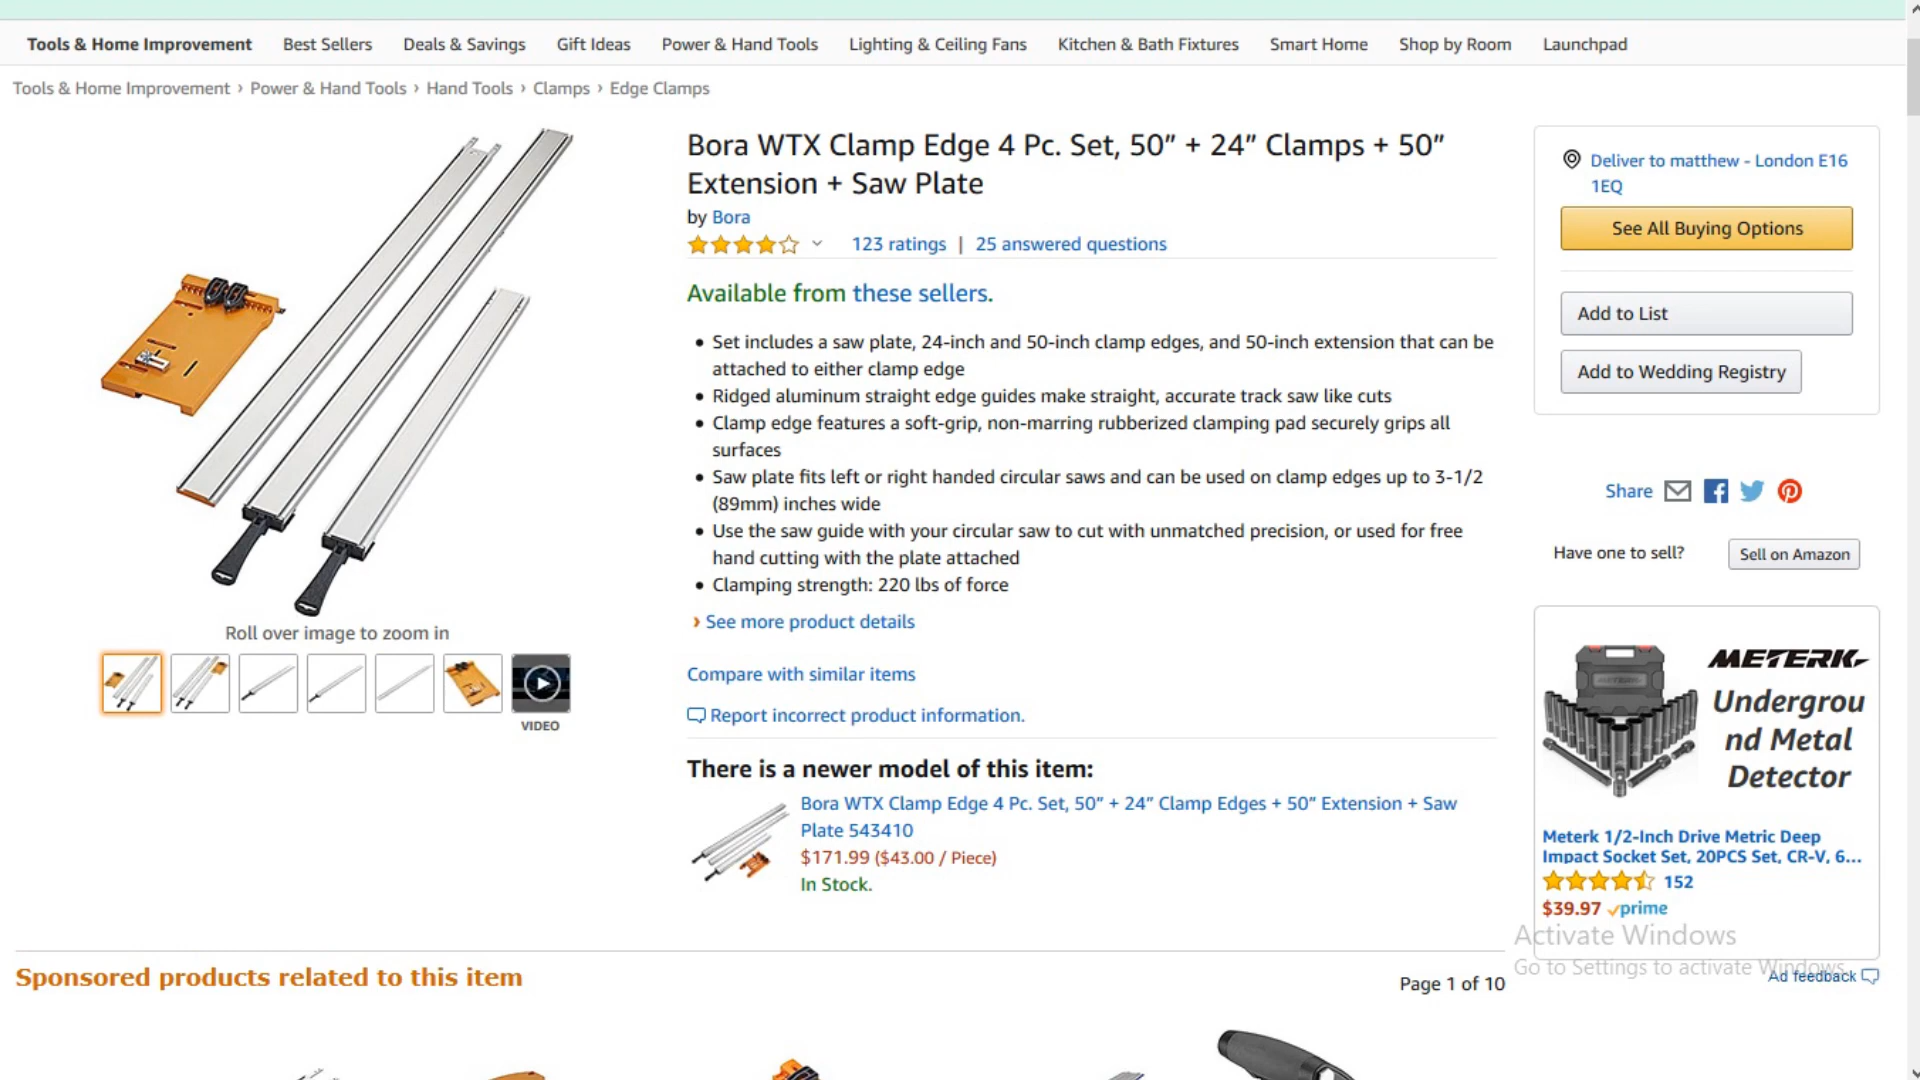 Tools & Home Improvement Best Sellers Deals & Savings Gift Ideas Power & Hand Tools Lighting & Ceiling Fans Kitchen & Bath Fixtures Smart Home Shop by Room Launchpad
Tools & Home Improvement › Power & Hand Tools › Hand Tools › Clamps › Edge Clamps
Roll over image to zoom in
VIDEO
Bora WTX Clamp Edge 4 Pc. Set, 50” + 24” Clamps + 50”
Extension + Saw Plate
by Bora
123 ratings | 25 answered questions
Available from these sellers.
• Set includes a saw plate, 24-inch and 50-inch clamp edges, and 50-inch extension that can be
attached to either clamp edge
• Ridged aluminum straight edge guides make straight, accurate track saw like cuts
• Clamp edge features a soft-grip, non-marring rubberized clamping pad securely grips all
surfaces
• Saw plate fits left or right handed circular saws and can be used on clamp edges up to 3-1/2
(89mm) inches wide
• Use the saw guide with your circular saw to cut with unmatched precision, or used for free
hand cutting with the plate attached
• Clamping strength: 220 lbs of force
› See more product details
Compare with similar items
Report incorrect product information.
There is a newer model of this item:
Bora WTX Clamp Edge 4 Pc. Set, 50” + 24” Clamp Edges + 50” Extension + Saw
Plate 543410
$171.99 ($43.00 / Piece)
In Stock.
Deliver to matthew - London E16
1EQ
See All Buying Options
Add to List
Add to Wedding Registry
Share
Have one to sell? Sell on Amazon
METERK
METERK
Undergrou
nd Metal
Detector
Meterk 1/2-Inch Drive Metric Deep
Impact Socket Set, 20PCS Set, CR-V, 6...
152
$39.97 prime
Activate Windows
Go to Settings to activate Windows.
Ad feedback
Sponsored products related to this item
Page 1 of 10